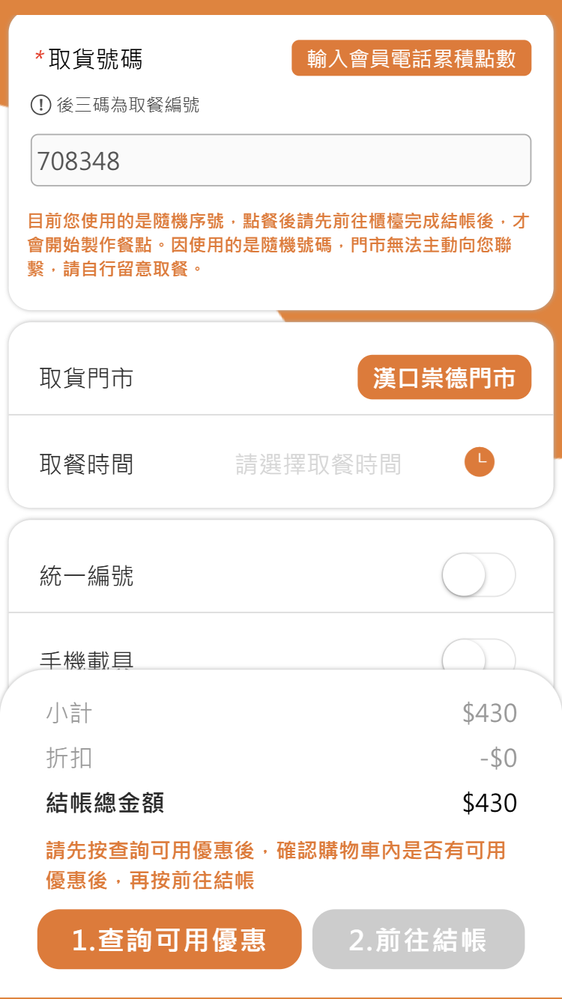 *取貨號碼
輸入會員電話累積點數
! 後三碼為取餐編號
708348
目前您使用的是隨機序號，點餐後請先前往櫃檯完成結帳後，才
會開始製作餐點。因使用的是隨機號碼，門市無法主動向您聯
繫，請自行留意取餐。
取貨門市
漢口崇德門市
取餐時間
請選擇取餐時間
統一編號
手機載具
小計
$430
折扣
-$0
結帳總金額
$430
請先按查詢可用優惠後，確認購物車內是否有可用
優惠後，再按前往結帳
1.查詢可用優惠
2.前往結帳